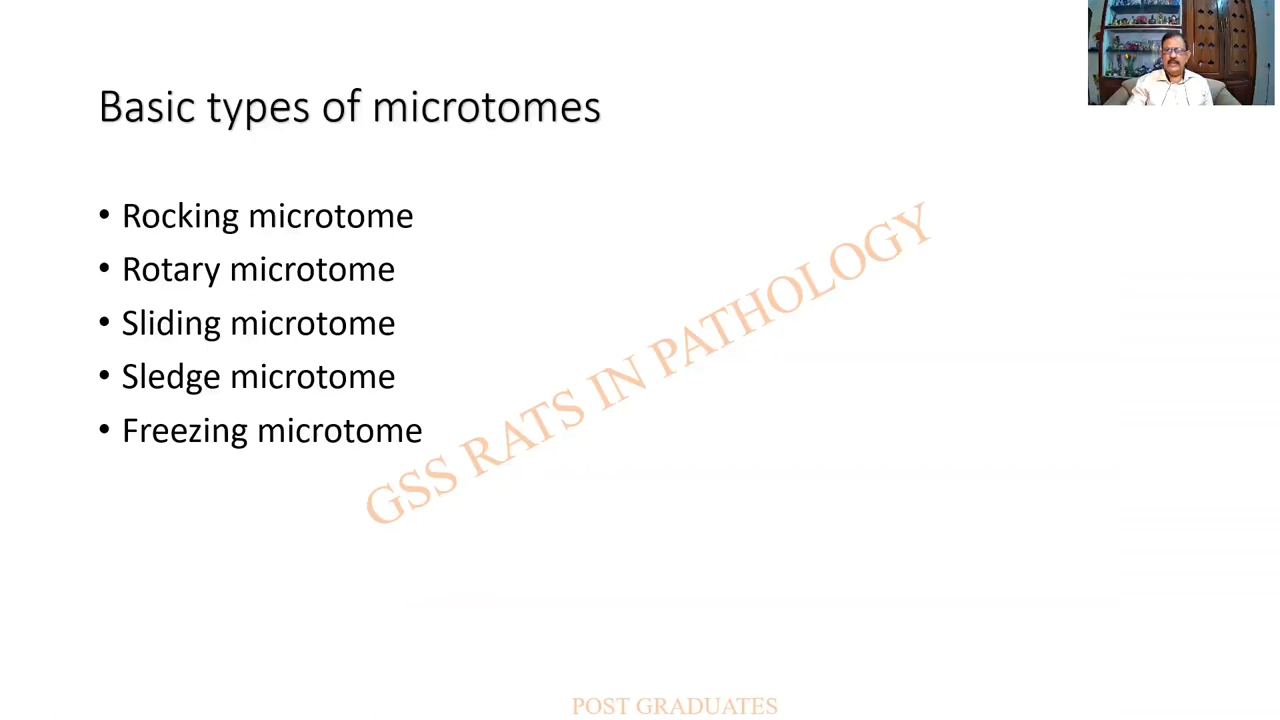 Basic types of microtomes
• Rocking microtome
• Rotary microtome
• Sliding microtome
• Sledge microtome
• Freezing microtome
GSS RATS IN PATHOLOGY
POST GRADUATES